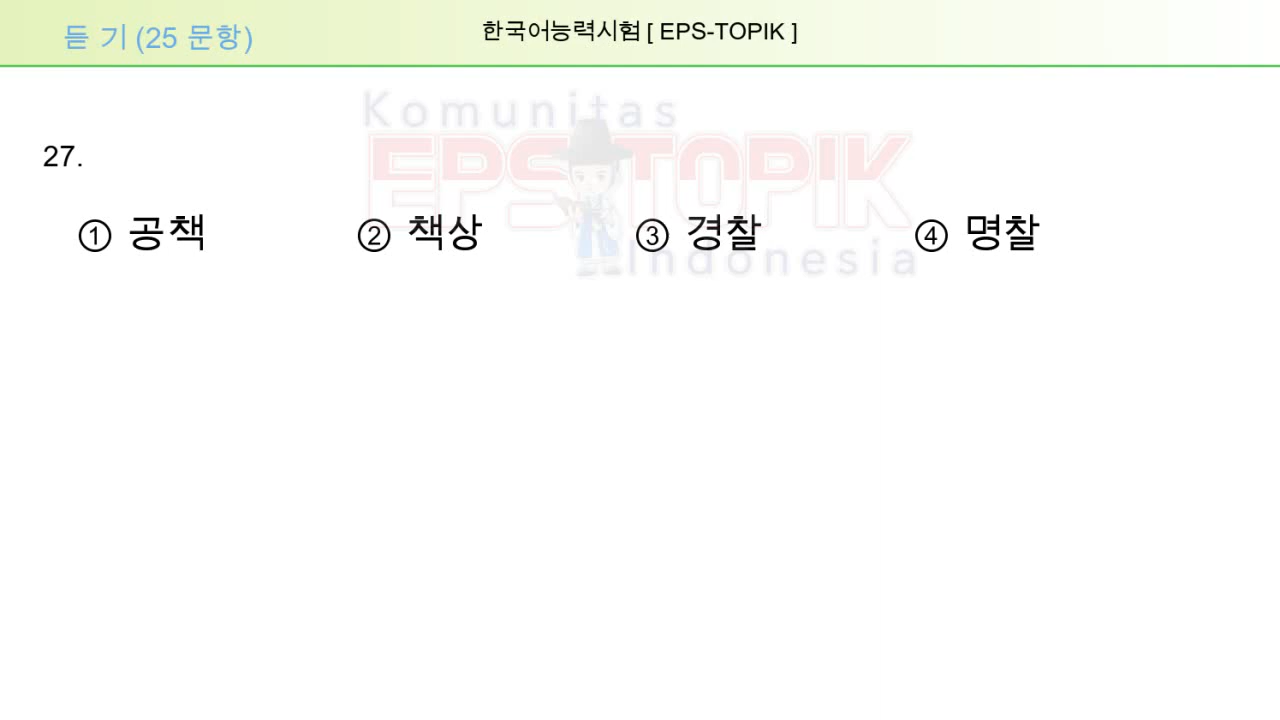 듣 기 (25 문항)
한국어능력시험 [ EPS-TOPIK ]
Komunitas
EPS TOPIK
Indonesia
27.
① 공책 ② 책상 ③ 경찰 ④ 명찰